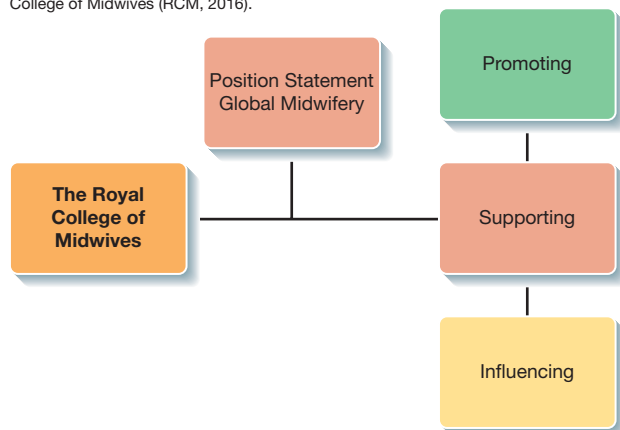 College of Midwives (RCM, 2016).
Position Statement
Global Midwifery
Promoting
The Royal
College of
Midwives
Supporting
Influencing